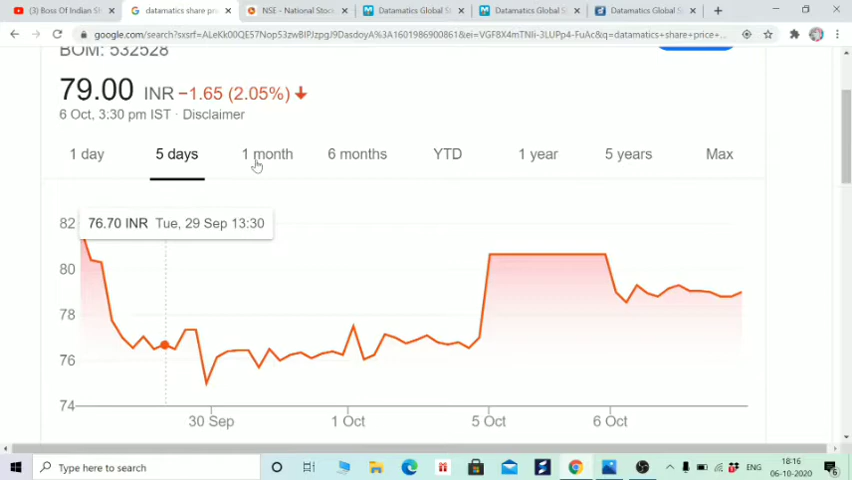 (3) Boss Of Indian Sh
datamatics share pri
NSE - National Stoc
Datamatics Global S
Datamatics Global S
Datamatics Global S
google.com/search?sxsrf=ALeKk00QE57Nop5S3zwBIPJzpgJ9DasdoyA%3A1601986900861&ei=VGF8X4mTNIi-3LUPp4-FuAc&q=datamatics+share+price+
BOM: 532528
79.00 INR −1.65 (2.05%)
6 Oct, 3:30 pm IST · Disclaimer
1 day 5 days 1 month 6 months YTD 1 year 5 years Max
82
76.70 INR Tue, 29 Sep 13:30
80
78
76
74
30 Sep 1 Oct 5 Oct 6 Oct
Type here to search
ENG
18:16
06-10-2020
6